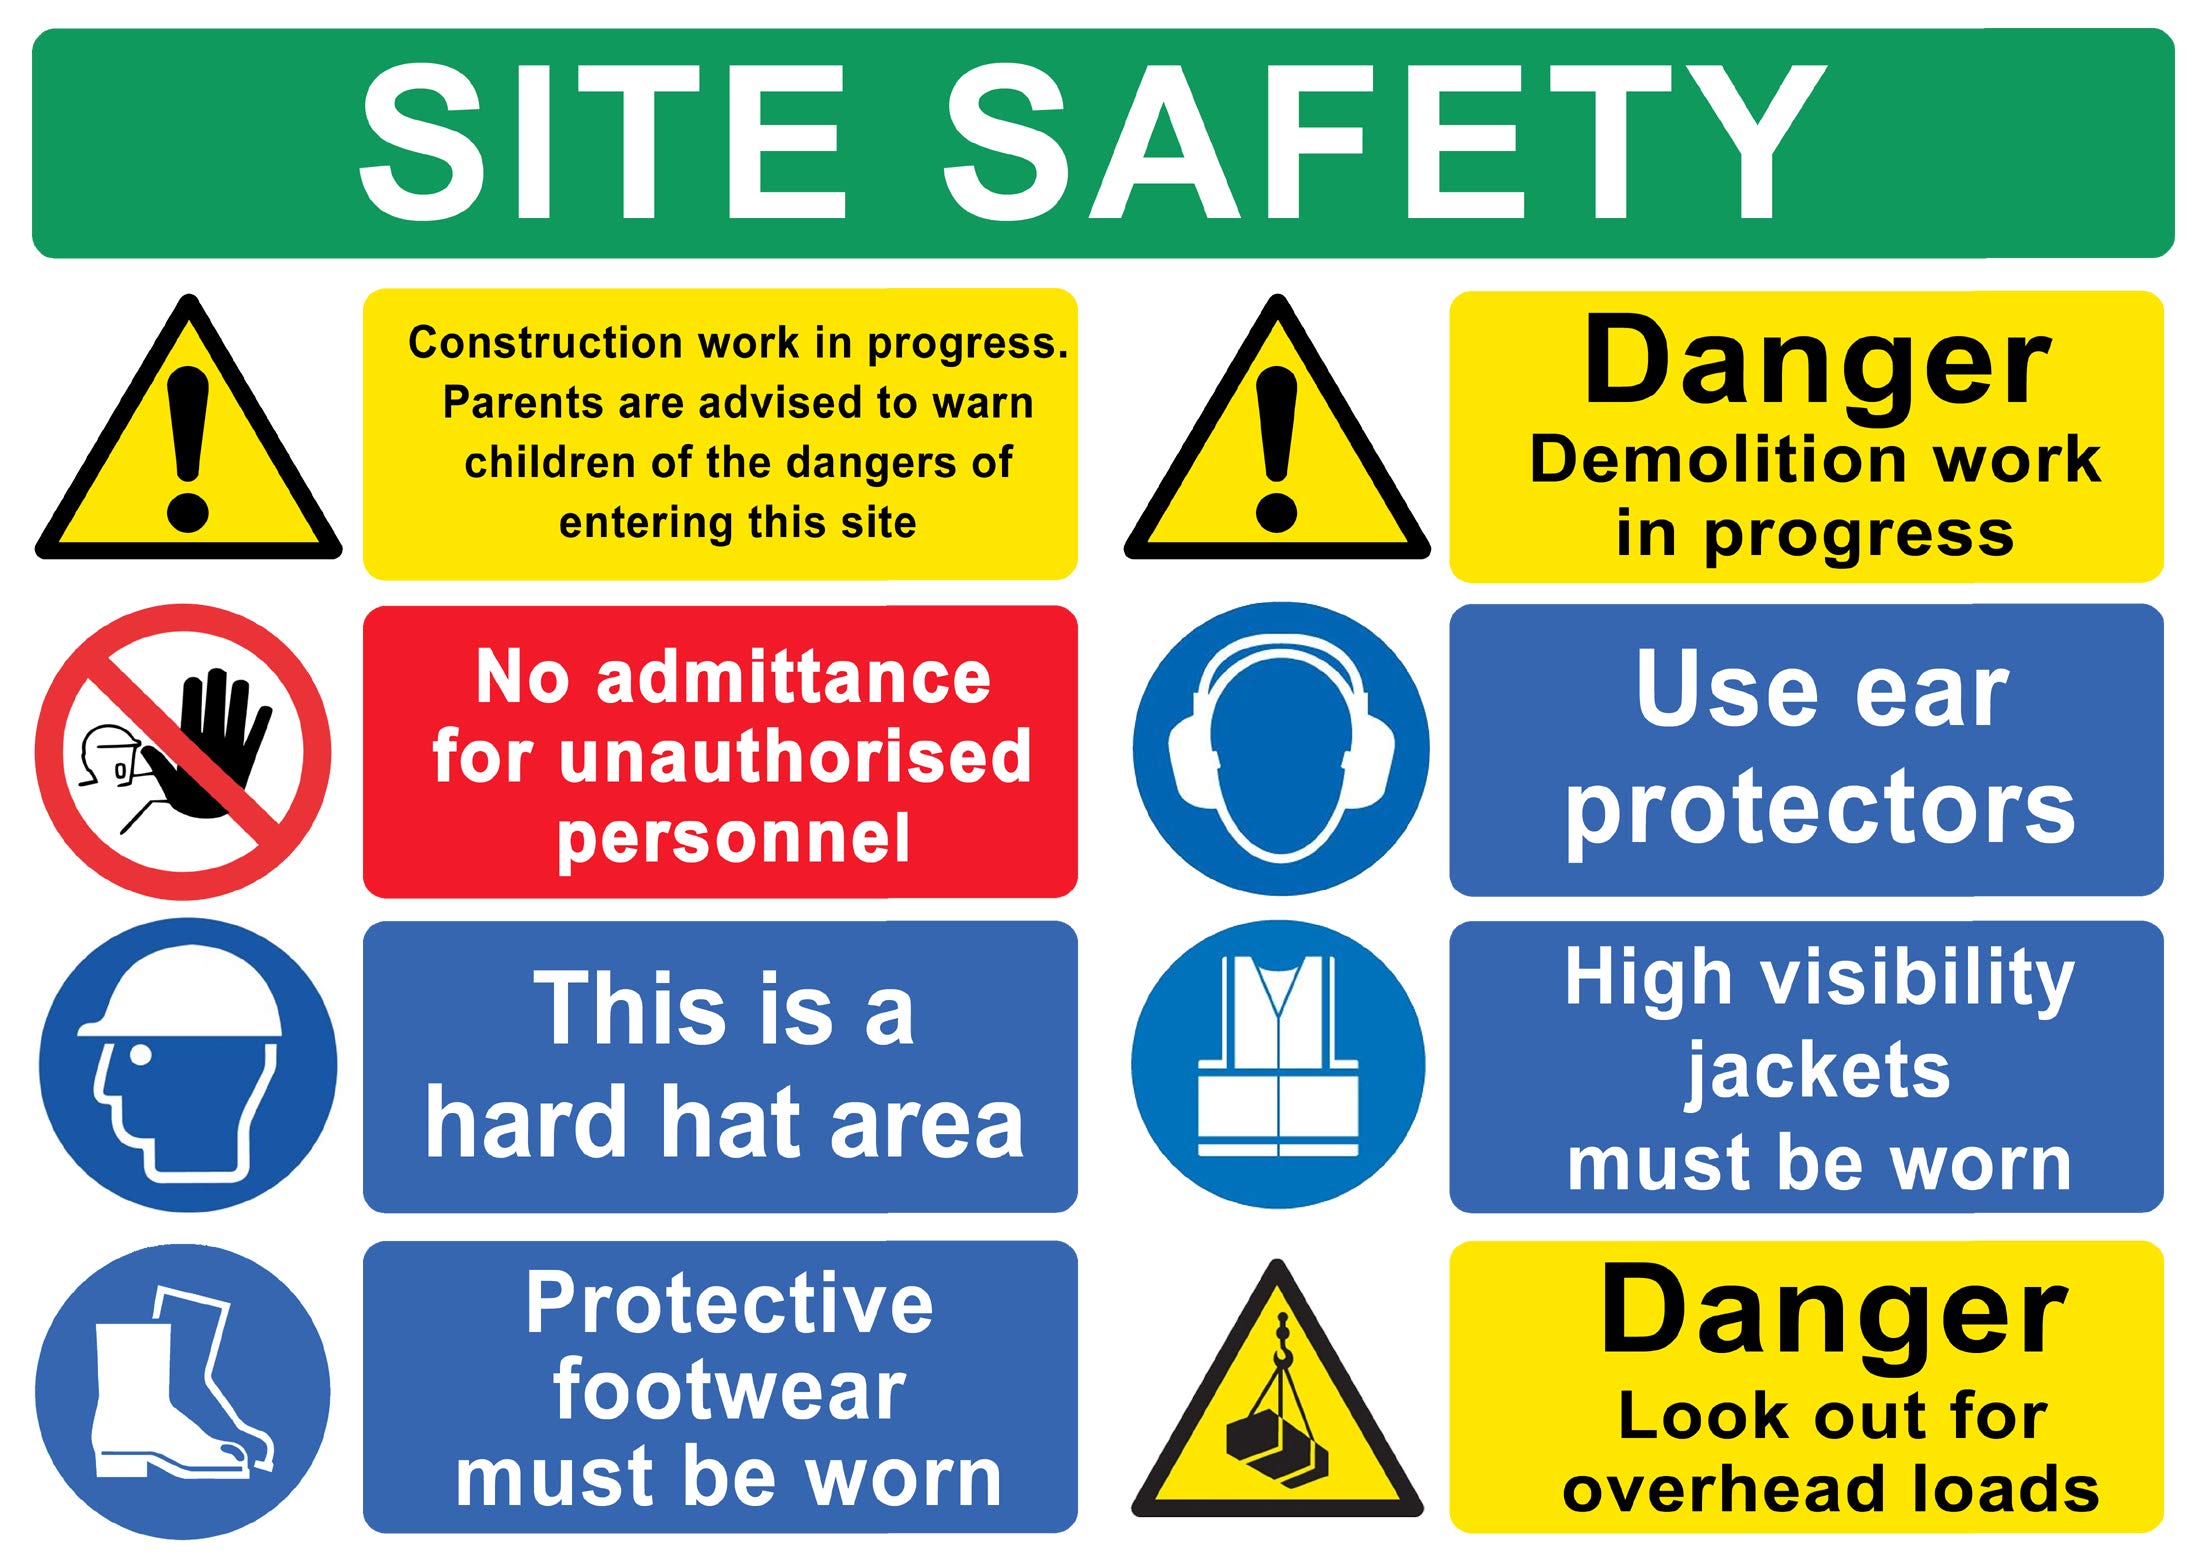 SITE SAFETY
Construction work in progress.
Parents are advised to warn
children of the dangers of
entering this site
Danger
Demolition work
in progress
No admittance
for unauthorised
personnel
Use ear
protectors
This is a
hard hat area
High visibility
jackets
must be worn
Protective
footwear
must be worn
Danger
Look out for
overhead loads